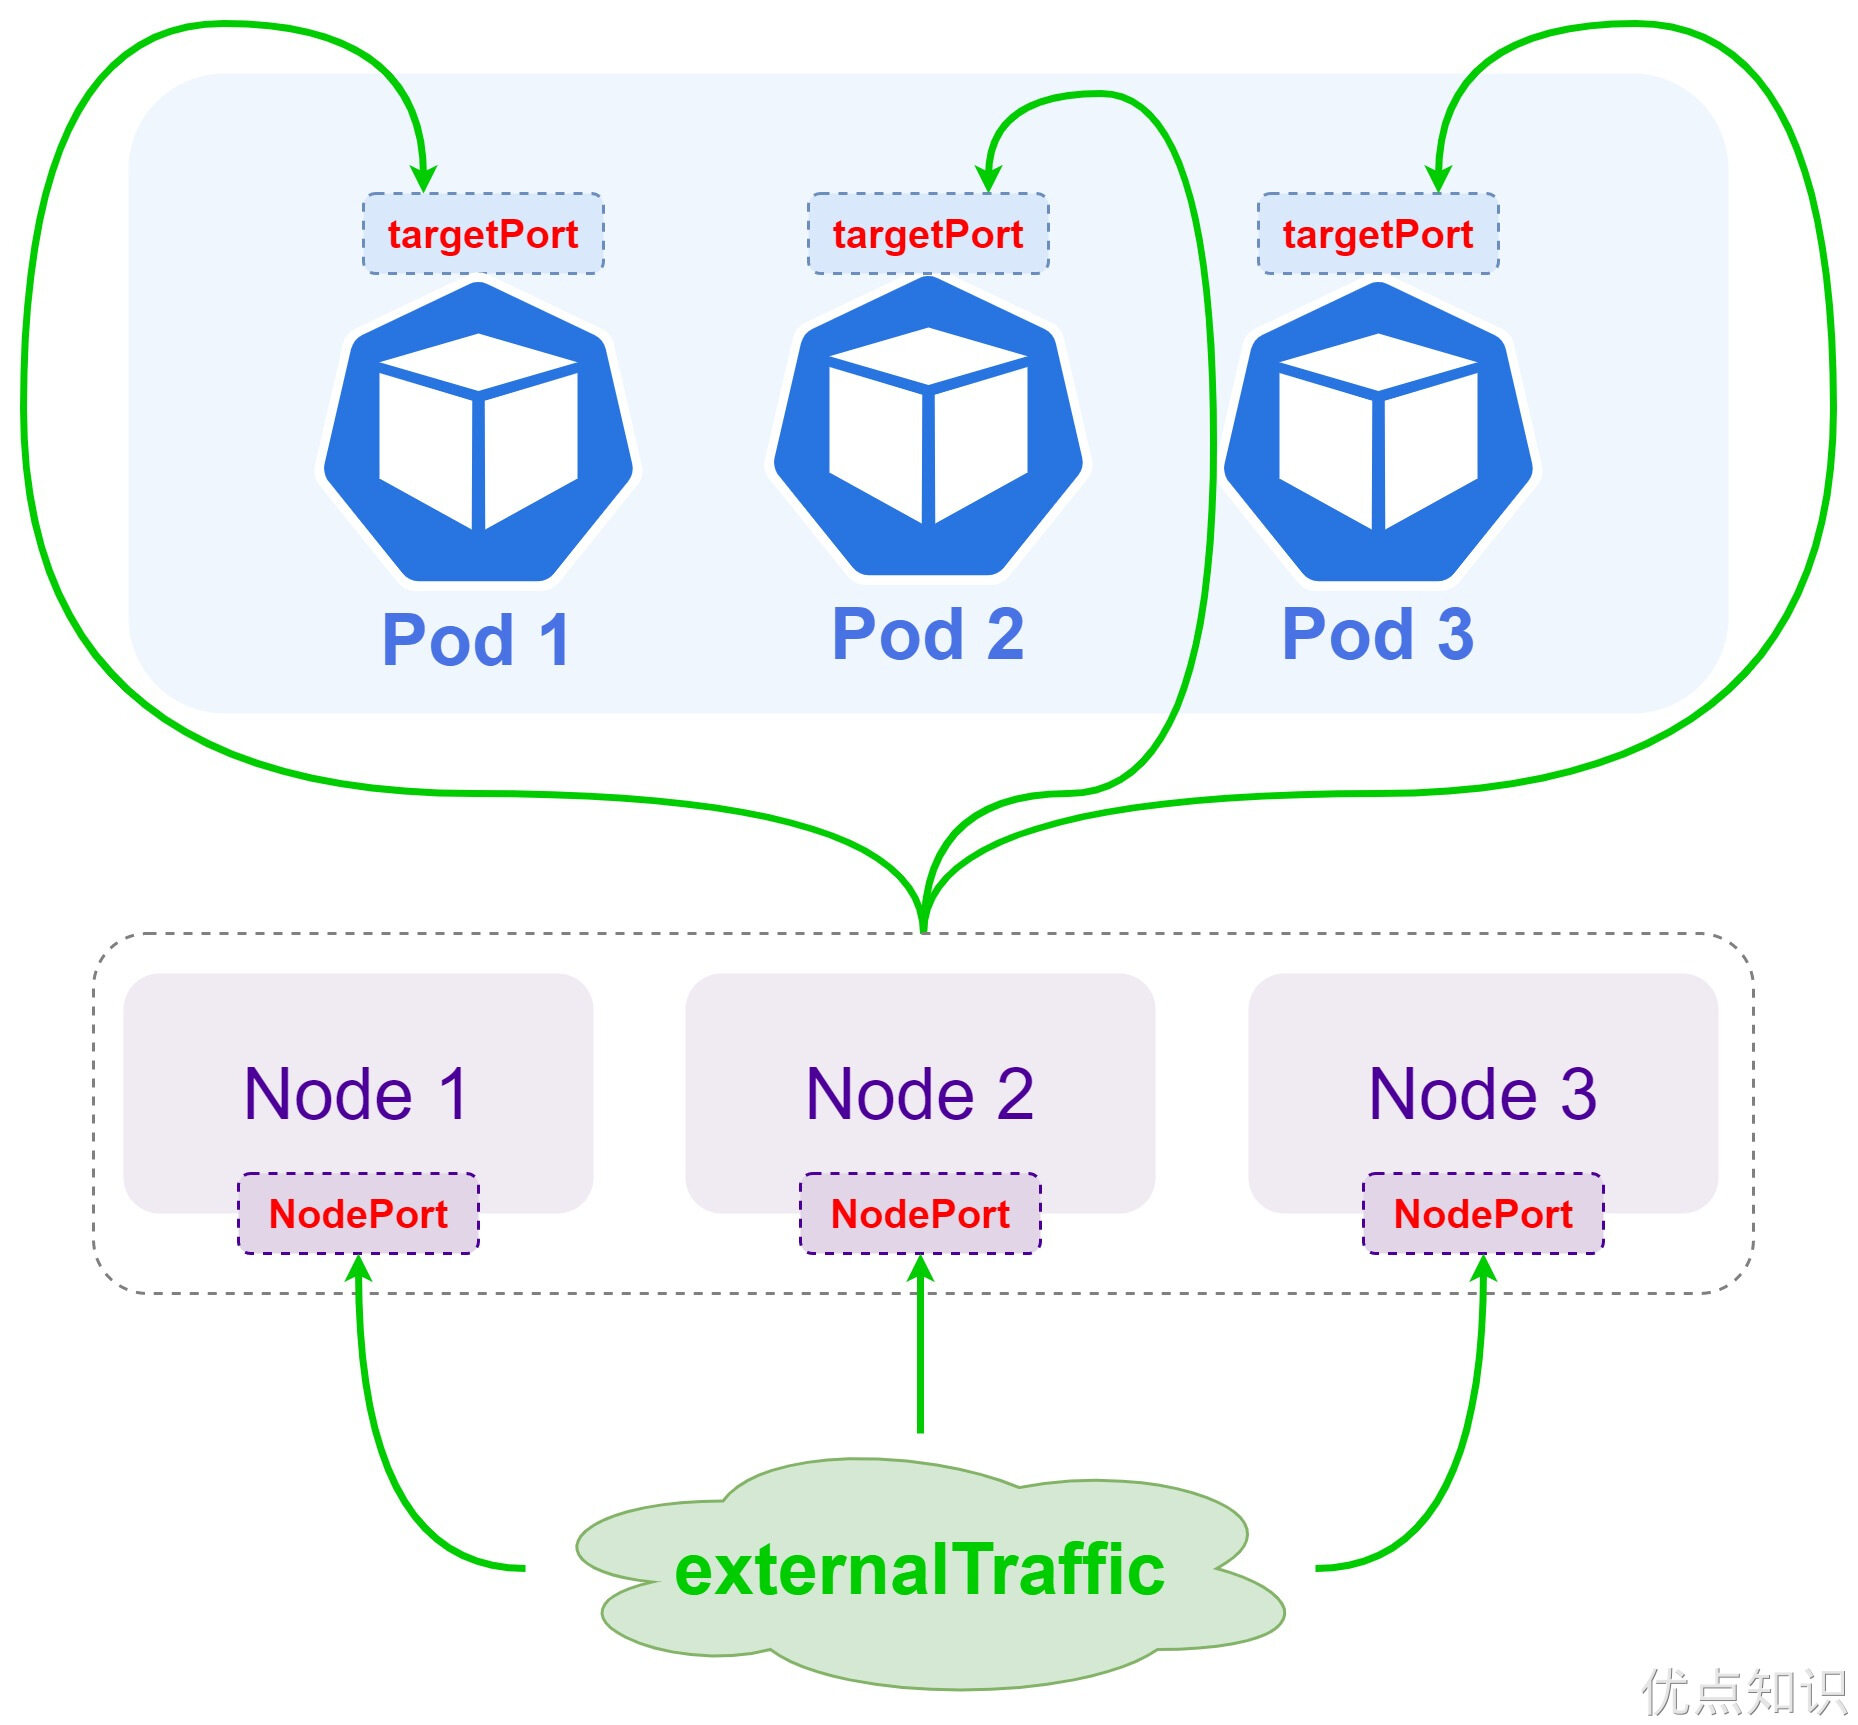 targetPort
targetPort
targetPort
Pod 1
Pod 2
Pod 3
Node 1
Node 2
Node 3
NodePort
NodePort
NodePort
externalTraffic
优点知识